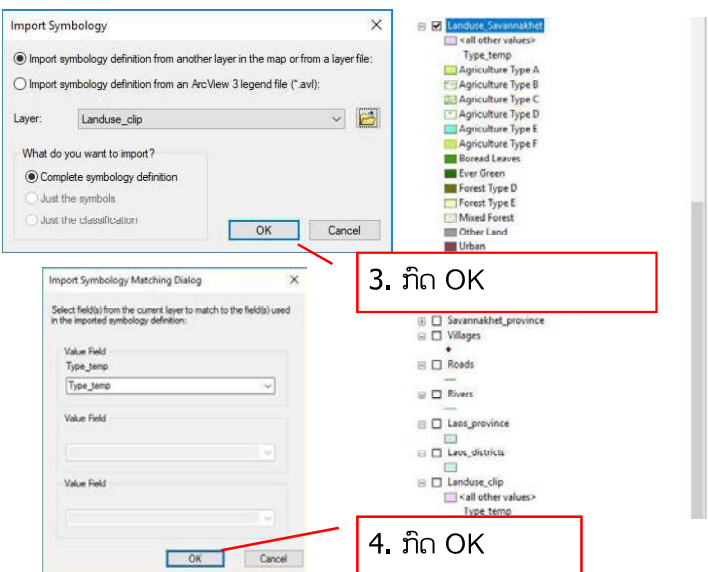 Import Symbology
Import symbology definition from another layer in the map or from a layer file:
Import symbology definition from an ArcView 3 legend file (*.avl):
Layer: Landuse_clip
What do you want to import?
Complete symbology definition
Just the symbols
Just the classification
OK Cancel
Landuse_Savannakhet
<all other values>
Type_temp
Agriculture Type A
Agriculture Type B
Agriculture Type C
Agriculture Type D
Agriculture Type E
Agriculture Type F
Boread Leaves
Ever Green
Forest Type D
Forest Type E
Mixed Forest
Other Land
Urban
3. ກົດ OK
Import Symbology Matching Dialog
Select field(s) from the current layer to match to the field(s) used
in the imported symbology definition:
Value Field
Type_temp
Type_temp
Value Field
Value Field
OK Cancel
Savannakhet_province
Villages
Roads
Rivers
Laos_province
Laos_districts
Landuse_clip
<all other values>
Type_temp
4. ກົດ OK